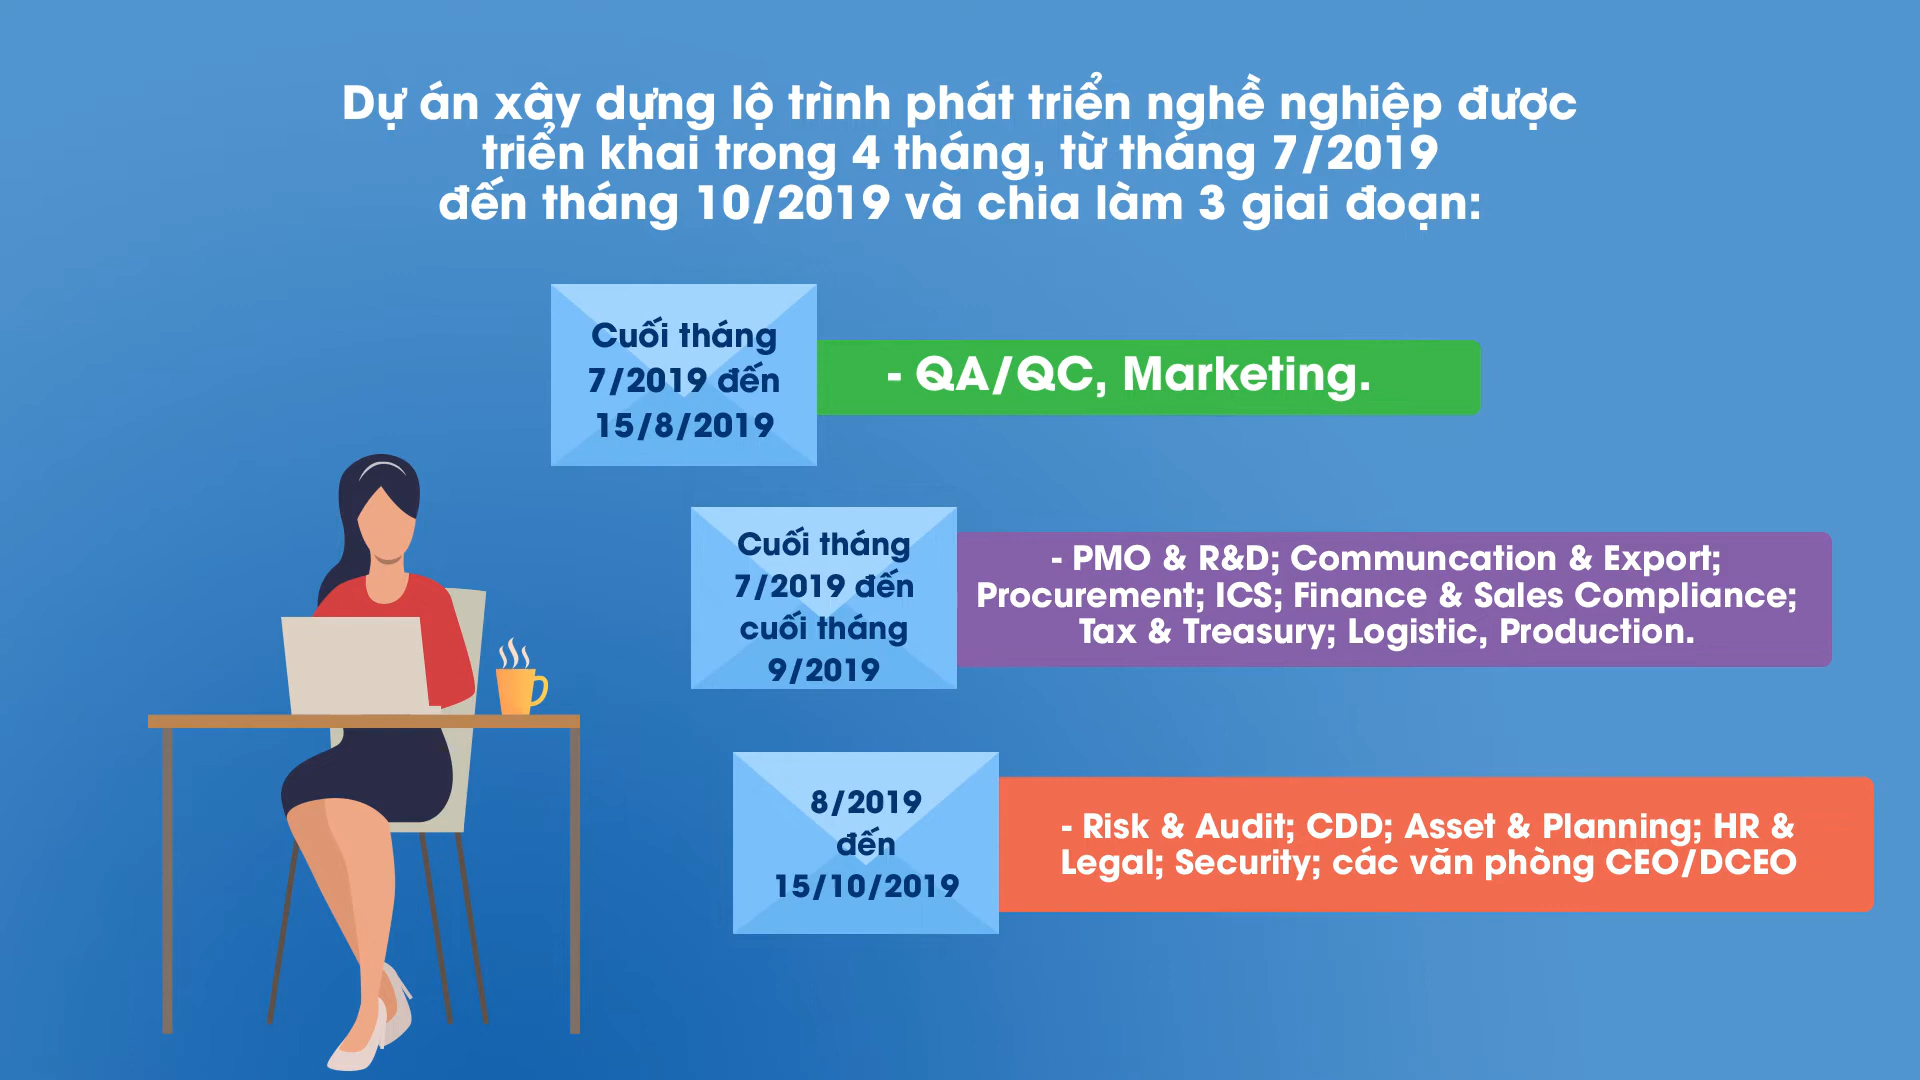 Dự án xây dựng lộ trình phát triển nghề nghiệp được
triển khai trong 4 tháng, từ tháng 7/2019
đến tháng 10/2019 và chia làm 3 giai đoạn:
Cuối tháng
7/2019 đến
15/8/2019
- QA/QC, Marketing.
Cuối tháng
7/2019 đến
cuối tháng
9/2019
- PMO & R&D; Communcation & Export;
Procurement; ICS; Finance & Sales Compliance;
Tax & Treasury; Logistic, Production.
8/2019
đến
15/10/2019
- Risk & Audit; CDD; Asset & Planning; HR &
Legal; Security; các văn phòng CEO/DCEO